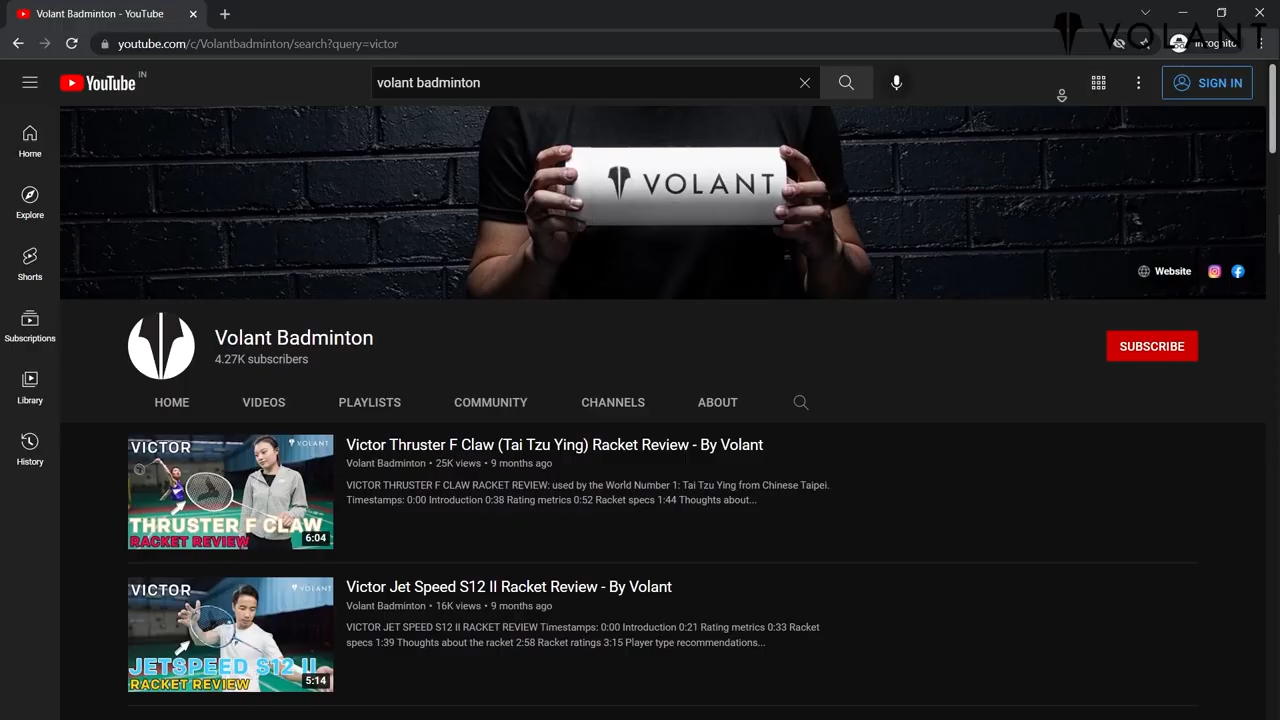 Volant Badminton - YouTube
VOLANT
youtube.com/c/Volantbadminton/search?query=victor
Incognito
YouTube IN
volant badminton
SIGN IN
Home
Explore
Shorts
Subscriptions
Library
History
VOLANT
Website
Volant Badminton
4.27K subscribers
SUBSCRIBE
HOME VIDEOS PLAYLISTS COMMUNITY CHANNELS ABOUT
VICTOR
VOLANT
THRUSTER F CLAW
RACKET REVIEW
6:04
Victor Thruster F Claw (Tai Tzu Ying) Racket Review - By Volant
Volant Badminton • 25K views • 9 months ago
VICTOR THRUSTER F CLAW RACKET REVIEW: used by the World Number 1: Tai Tzu Ying from Chinese Taipei.
Timestamps: 0:00 Introduction 0:38 Rating metrics 0:52 Racket specs 1:44 Thoughts about...
VICTOR
VOLANT
JETSPEED S12 II
RACKET REVIEW
5:14
Victor Jet Speed S12 II Racket Review - By Volant
Volant Badminton • 16K views • 9 months ago
VICTOR JET SPEED S12 II RACKET REVIEW Timestamps: 0:00 Introduction 0:21 Rating metrics 0:33 Racket
specs 1:39 Thoughts about the racket 2:58 Racket ratings 3:15 Player type recommendations...